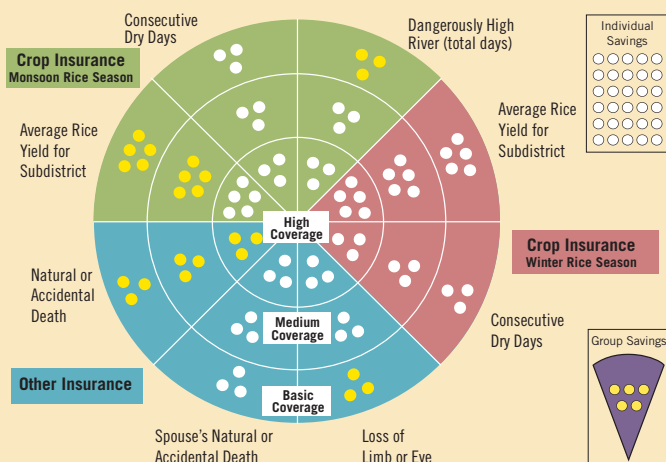 Consecutive
Dry Days
Dangerously High
River (total days)
Individual
Savings
Crop Insurance
Monsoon Rice Season
Average Rice
Yield for
Subdistrict
Average Rice
Yield for
Subdistrict
High
Coverage
Crop Insurance
Winter Rice Season
Natural or
Accidental
Death
Medium
Coverage
Consecutive
Dry Days
Group Savings
Other Insurance
Basic
Coverage
Spouse's Natural or
Accidental Death
Loss of
Limb or Eye